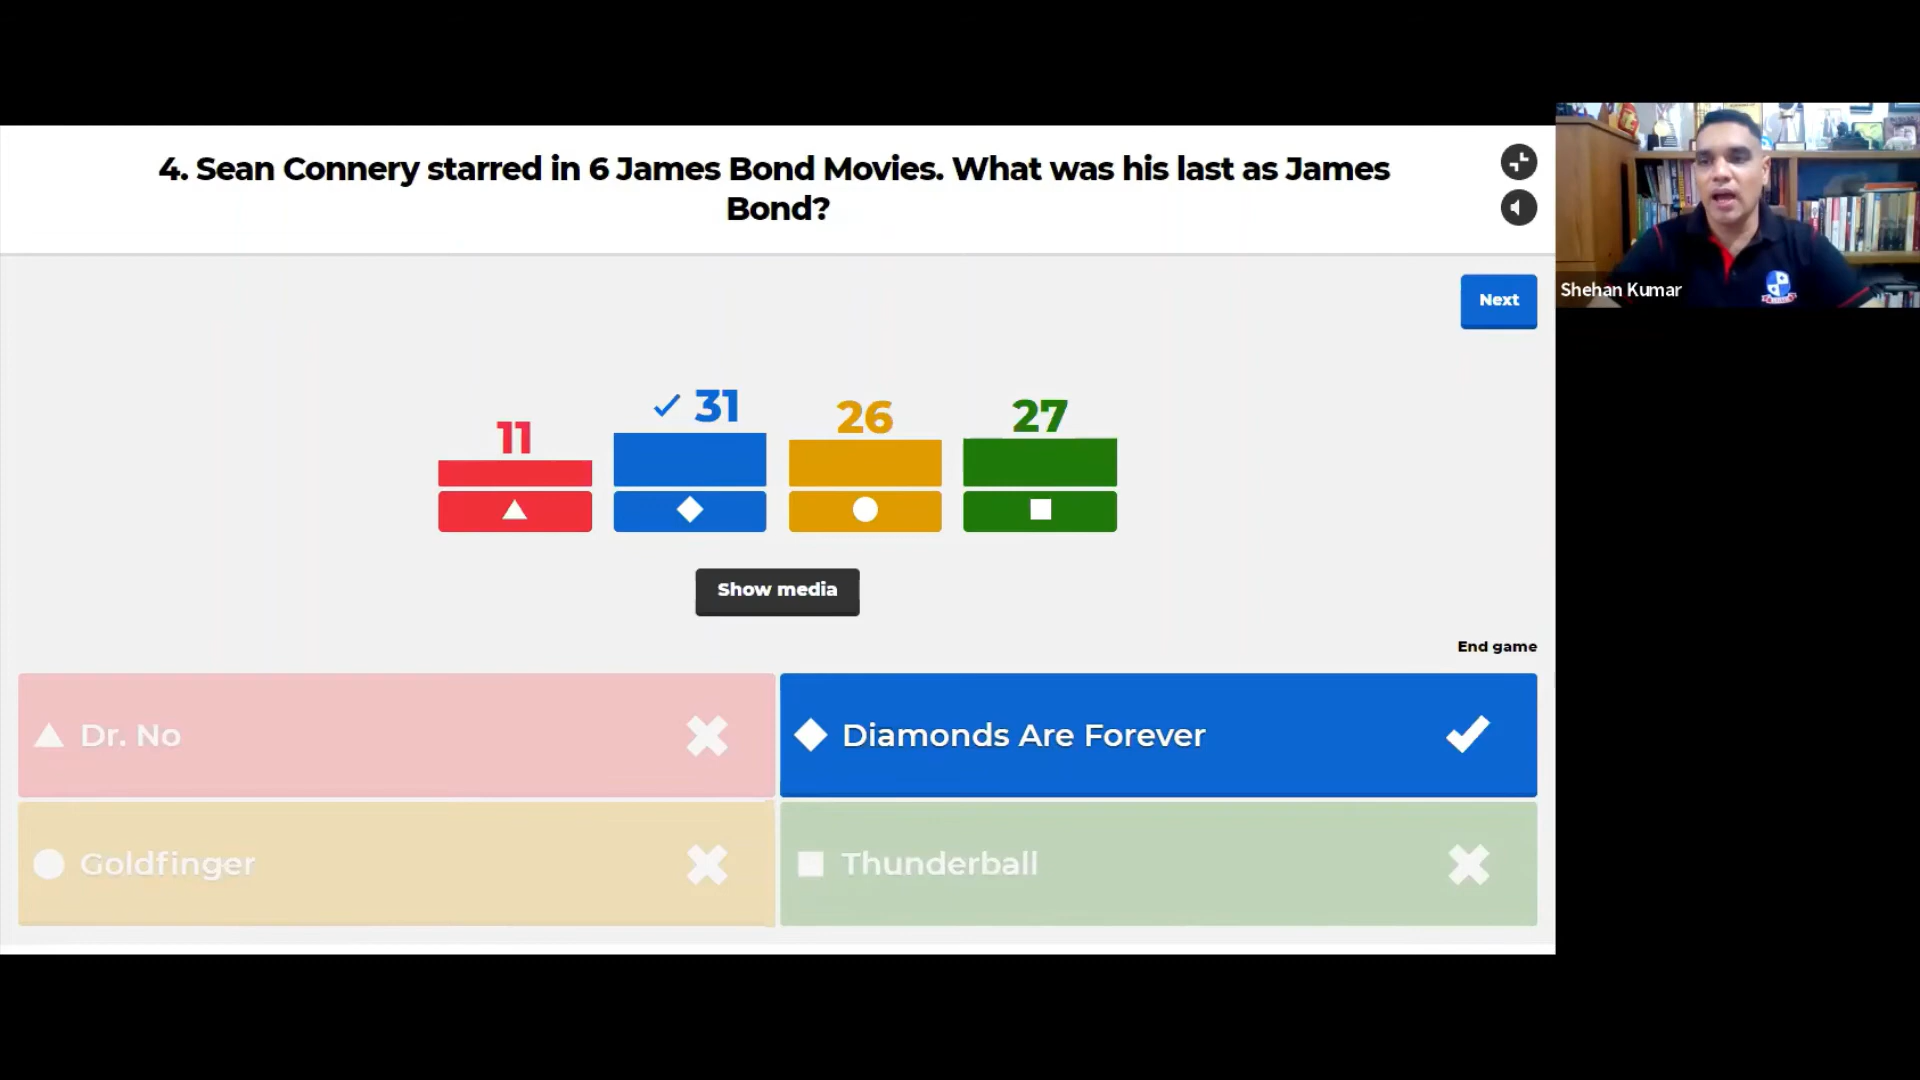 4. Sean Connery starred in 6 James Bond Movies. What was his last as James
Bond?
Next
Shehan Kumar
11
31
26
27
Show media
End game
Dr. No
Diamonds Are Forever
Goldfinger
Thunderball